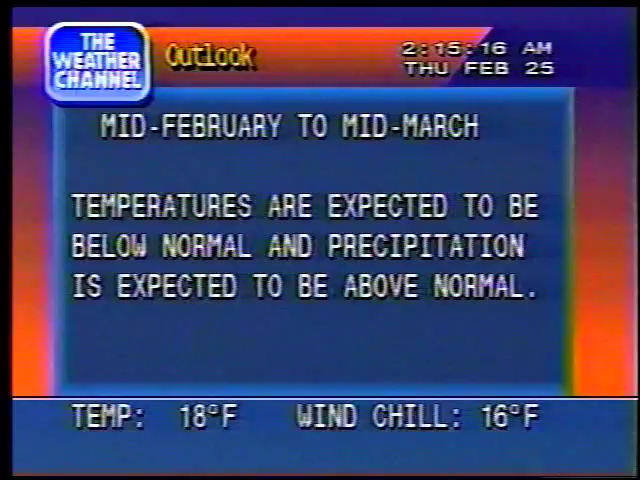 THE
WEATHER
CHANNEL
Outlook
2:15:16 AM
THU FEB 25
MID-FEBRUARY TO MID-MARCH
TEMPERATURES ARE EXPECTED TO BE
BELOW NORMAL AND PRECIPITATION
IS EXPECTED TO BE ABOVE NORMAL.
TEMP: 18°F WIND CHILL: 16°F